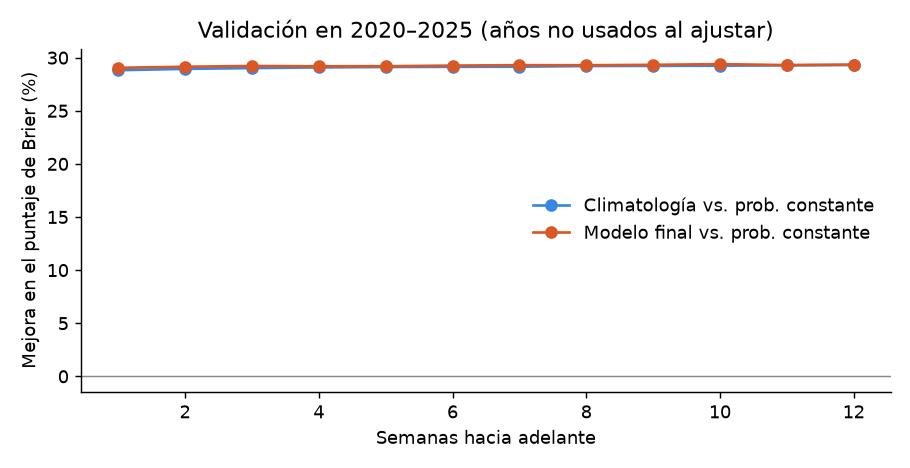 Validación en 2020–2025 (años no usados al ajustar)
Mejora en el puntaje de Brier (%)
30
25
20
15
10
5
0
Climatología vs. prob. constante
Modelo final vs. prob. constante
2 4 6 8 10 12
Semanas hacia adelante